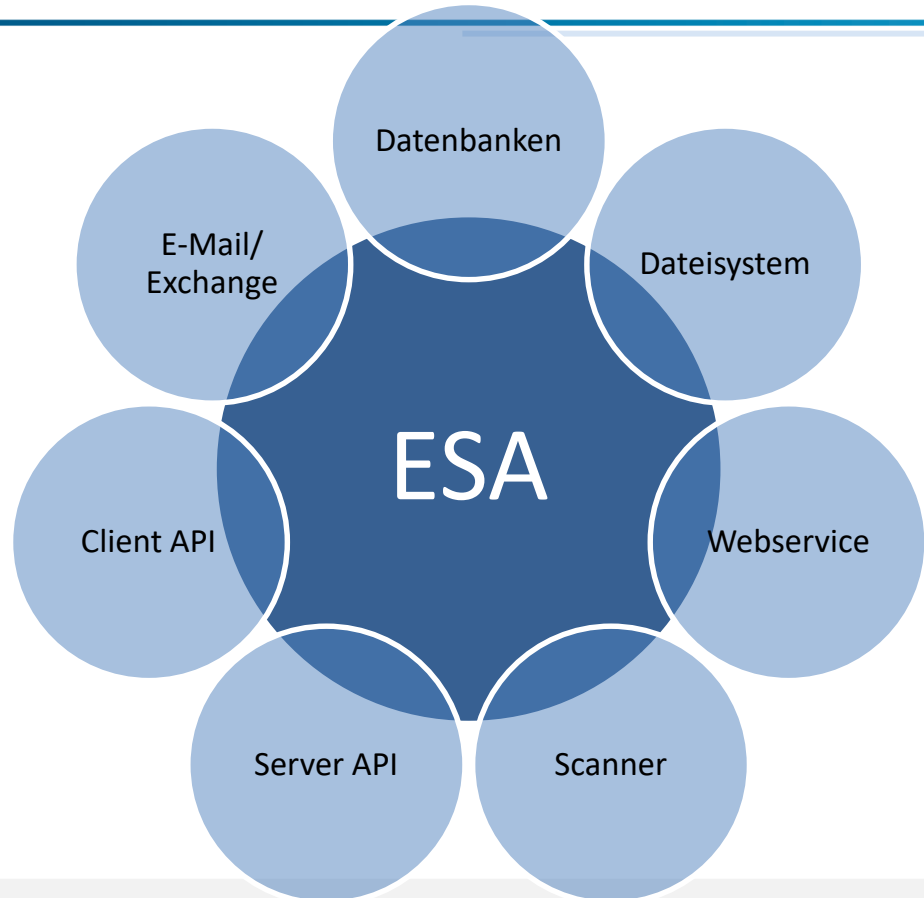 Datenbanken
E-Mail/
Exchange
Dateisystem
ESA
Client API
Webservice
Server API
Scanner